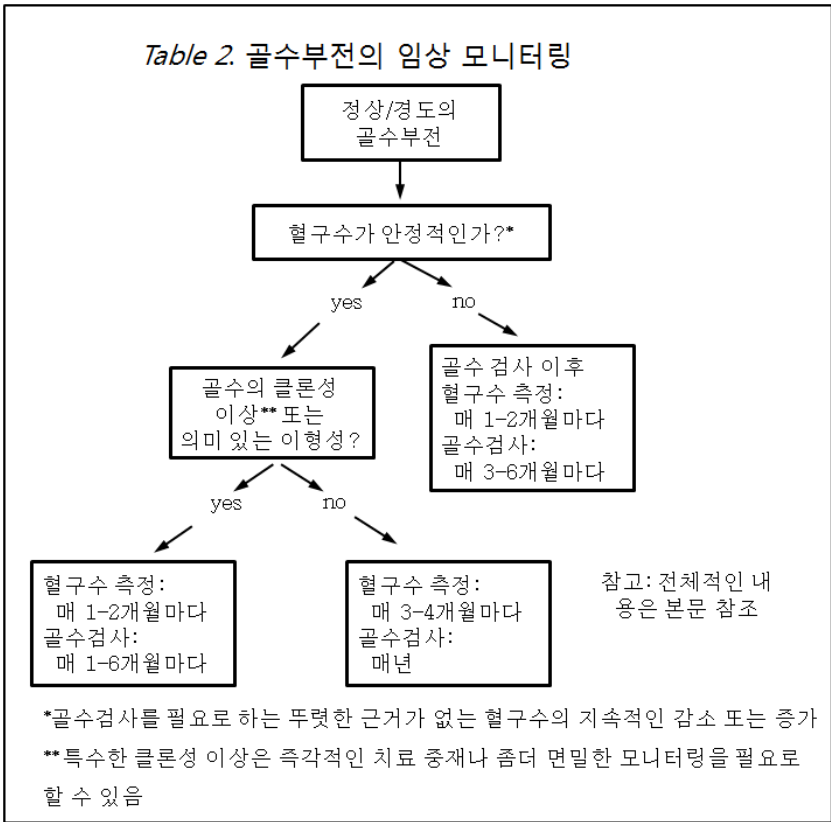 Table 2. 골수부전의 임상 모니터링
정상/경도의
골수부전
혈구수가 안정적인가?*
yes
no
골수의 클론성
이상** 또는
의미 있는 이형성?
골수 검사 이후
혈구수 측정:
매 1-2개월마다
골수검사:
매 3-6개월마다
yes
no
혈구수 측정:
매 1-2개월마다
골수검사:
매 1-6개월마다
혈구수 측정:
매 3-4개월마다
골수검사:
매년
참고: 전체적인 내
용은 본문 참조
*골수검사를 필요로 하는 뚜렷한 근거가 없는 혈구수의 지속적인 감소 또는 증가
**특수한 클론성 이상은 즉각적인 치료 중재나 좀더 면밀한 모니터링을 필요로
할 수 있음